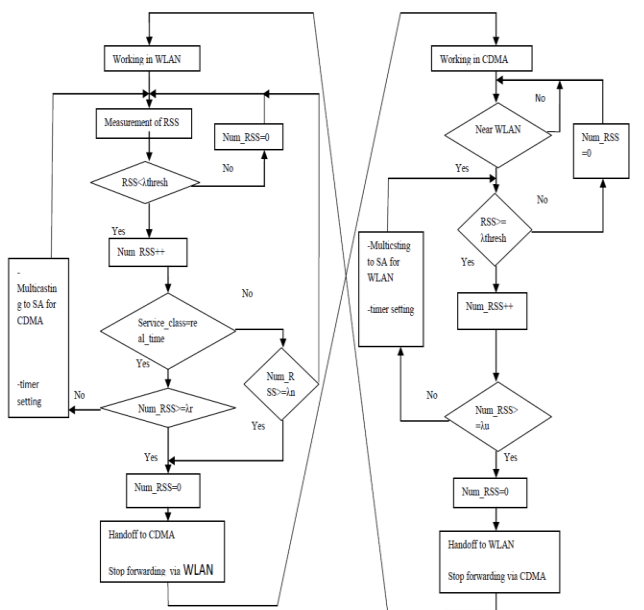 Working in WLAN
Measurement of RSS
Num_RSS=0
No
RSS<λthresh
Yes
Num_RSS++
-
Multicastin
g to SA for
CDMA
-timer
setting
No
Service_class=re
al_time
Yes
Num_R
SS>=λn
No
Num_RSS>=λr
Yes
Yes
Num_RSS=0
Handoff to CDMA
Stop forwarding via WLAN
Working in CDMA
No
Near WLAN
Num_RSS
=0
Yes
No
RSS>=
λthresh
-Multicsting
to SA for
WLAN
-timer setting
Yes
Num_RSS++
No
Num_RSS>
=λu
Yes
Num_RSS=0
Handoff to WLAN
Stop forwarding via CDMA